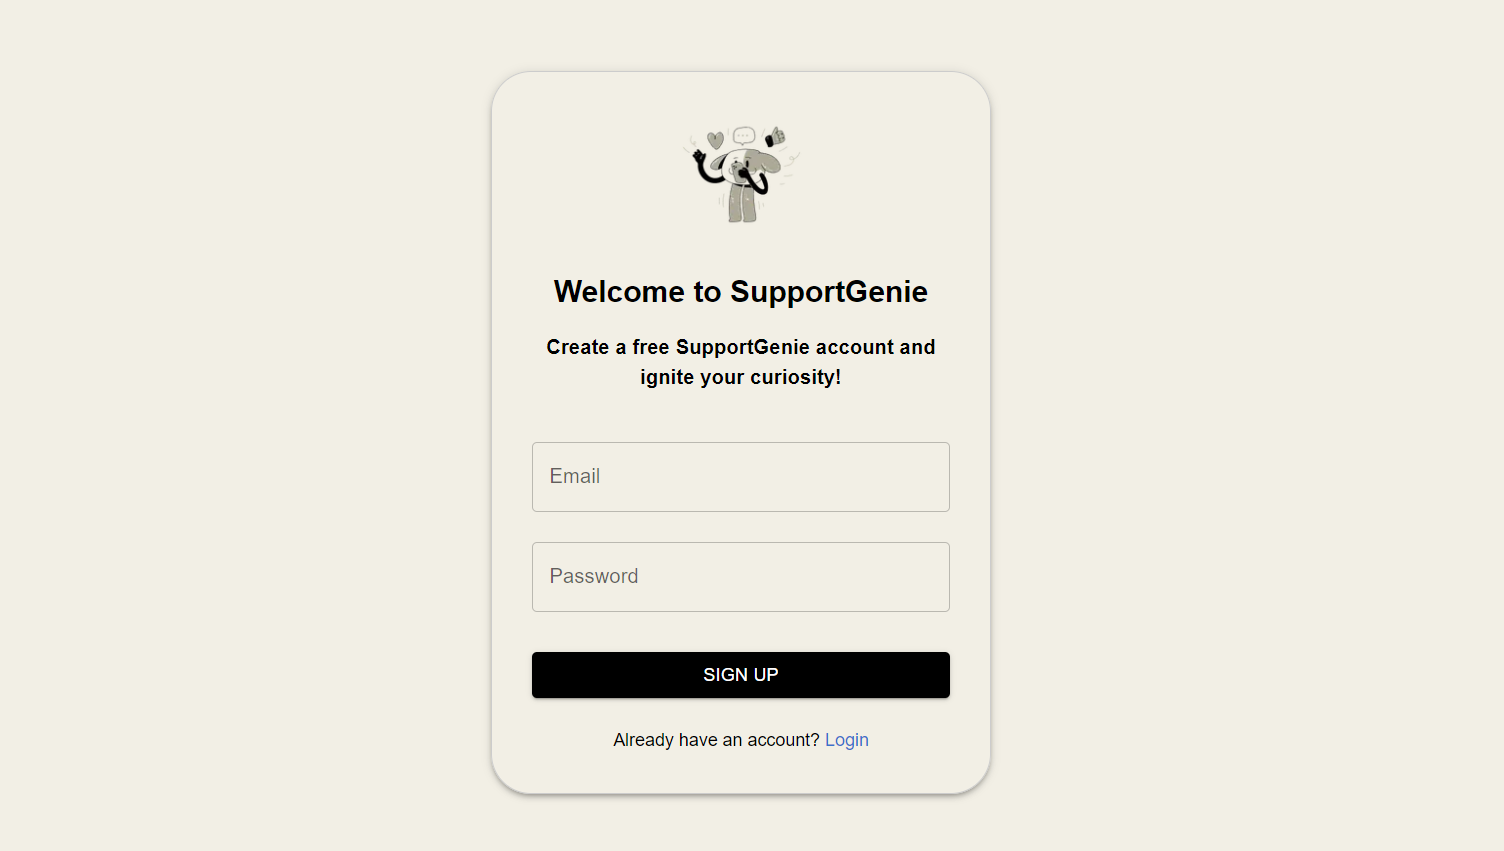 Welcome to SupportGenie
Create a free SupportGenie account and
ignite your curiosity!
Email
Password
SIGN UP
Already have an account? Login